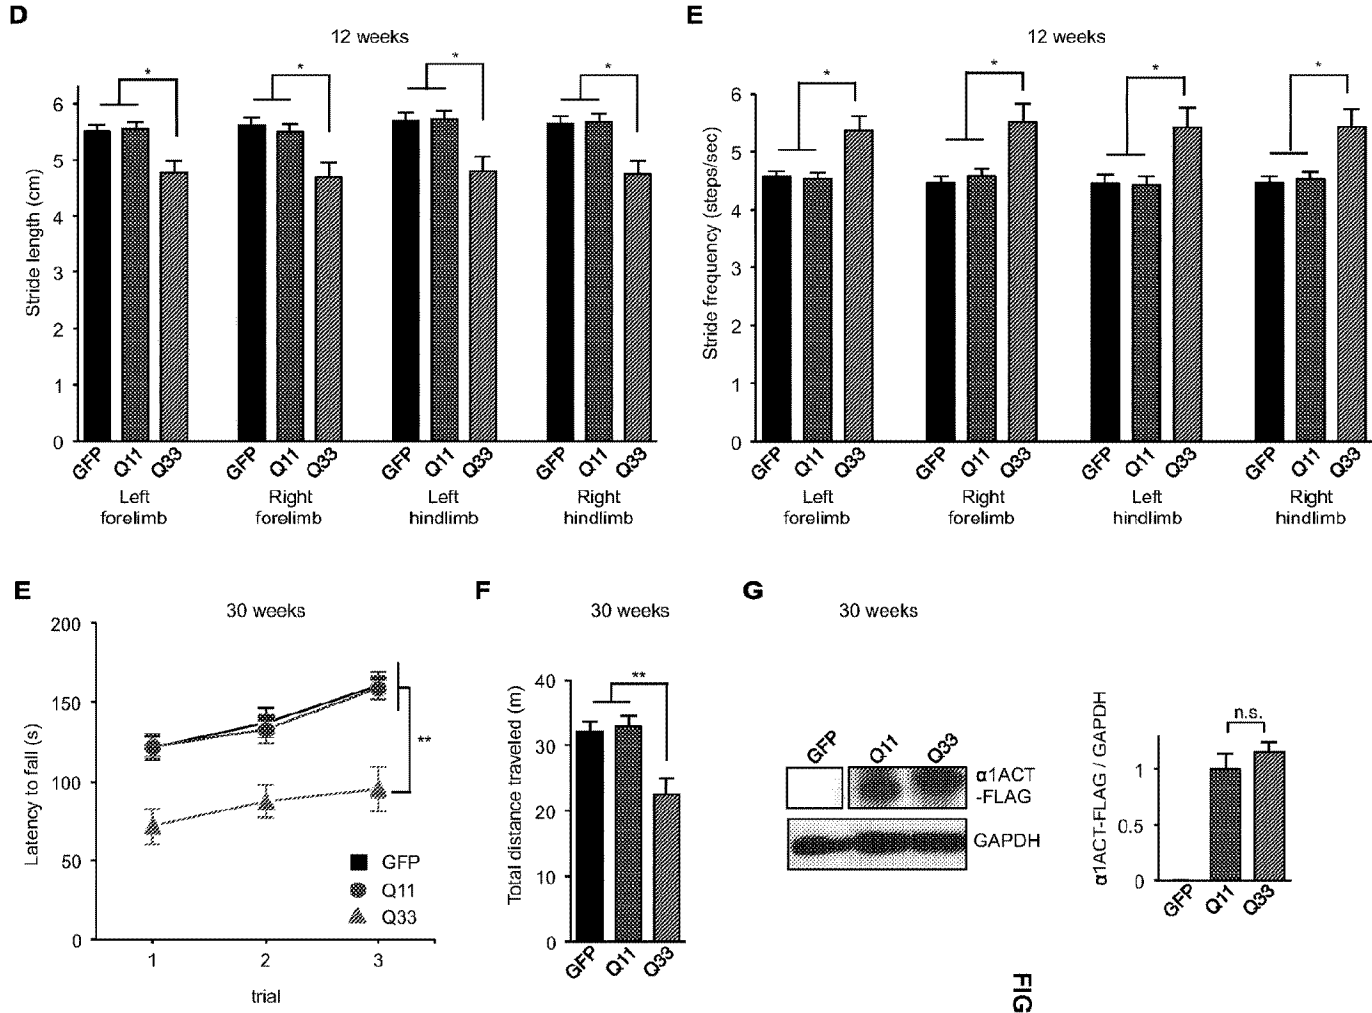 D
12 weeks
Stride length (cm)
6
5
4
3
2
1
0
* * * *
GFP Q11 Q33 GFP Q11 Q33 GFP Q11 Q33 GFP Q11 Q33
Left forelimb
Right forelimb
Left hindlimb
Right hindlimb
E
12 weeks
Stride frequency (steps/sec)
6
5
4
3
2
1
0
* * * *
GFP Q11 Q33 GFP Q11 Q33 GFP Q11 Q33 GFP Q11 Q33
Left forelimb
Right forelimb
Left hindlimb
Right hindlimb
E
30 weeks
Latency to fall (s)
200
150
100
50
0
**
GFP
Q11
Q33
1 2 3
trial
F
30 weeks
Total distance traveled (m)
40
30
20
10
0
**
GFP Q11 Q33
G
30 weeks
GFP Q11 Q33
α1ACT
-FLAG
GAPDH
α1ACT-FLAG / GAPDH
n.s.
1
0.5
0
GFP Q11 Q33
FIG